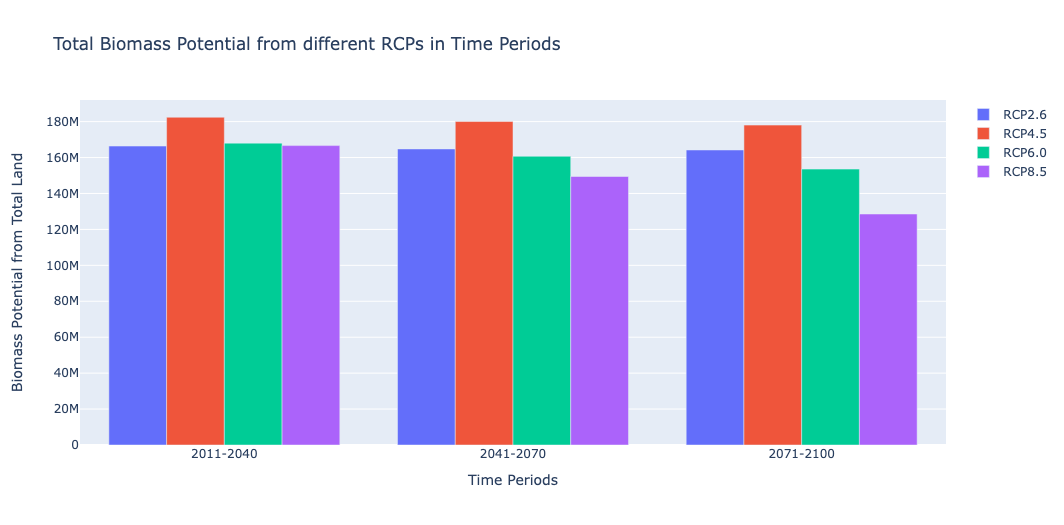 Total Biomass Potential from different RCPs in Time Periods
RCP2.6
RCP4.5
RCP6.0
RCP8.5
Biomass Potential from Total Land
180M
160M
140M
120M
100M
80M
60M
40M
20M
0
2011-2040
2041-2070
2071-2100
Time Periods